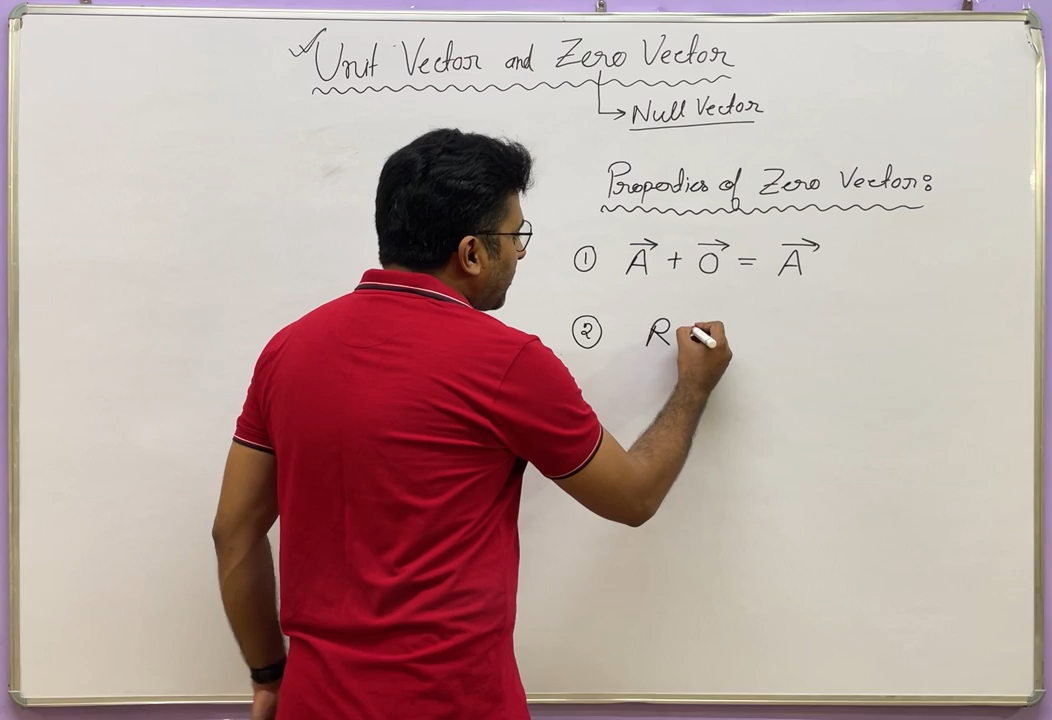 ✓Unit Vector and Zero Vector
Null Vector
Properties of Zero Vector:
① A⃗ + O⃗ = A⃗
② R